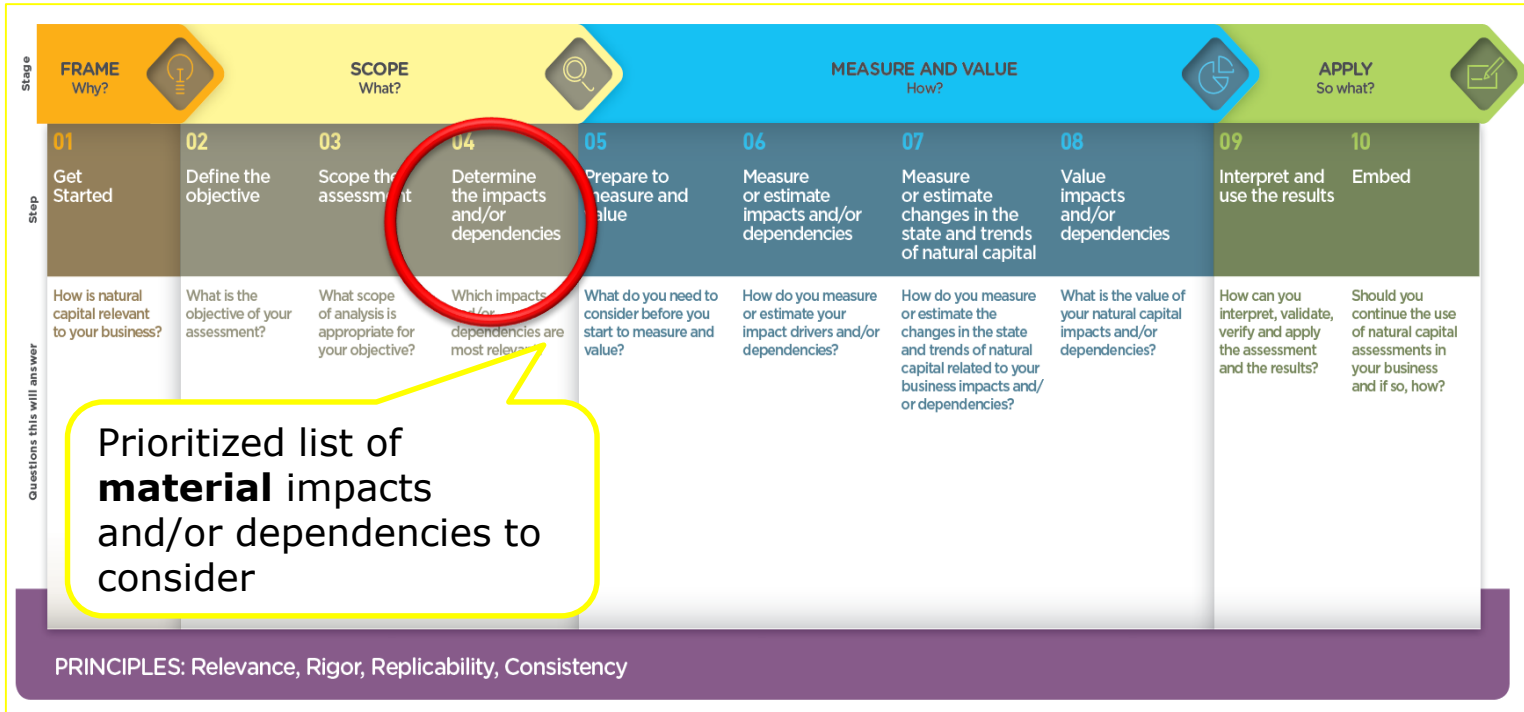 Stage
FRAME
Why?
SCOPE
What?
MEASURE AND VALUE
How?
APPLY
So what?
Step
01
Get
Started
02
Define the
objective
03
Scope the
assessment
04
Determine
the impacts
and/or
dependencies
05
Prepare to
measure and
value
06
Measure
or estimate
impacts and/or
dependencies
07
Measure
or estimate
changes in the
state and trends
of natural capital
08
Value
impacts
and/or
dependencies
09
Interpret and
use the results
10
Embed
Questions this will answer
How is natural
capital relevant
to your business?
What is the
objective of your
assessment?
What scope
of analysis is
appropriate for
your objective?
Which impacts
and/or
dependencies are
most relevant
What do you need to
consider before you
start to measure and
value?
How do you measure
or estimate your
impact drivers and/or
dependencies?
How do you measure
or estimate the
changes in the state
and trends of natural
capital related to your
business impacts and/
or dependencies?
What is the value of
your natural capital
impacts and/or
dependencies?
How can you
interpret, validate,
verify and apply
the assessment
and the results?
Should you
continue the use
of natural capital
assessments in
your business
and if so, how?
Prioritized list of
material impacts
and/or dependencies to
consider
PRINCIPLES: Relevance, Rigor, Replicability, Consistency